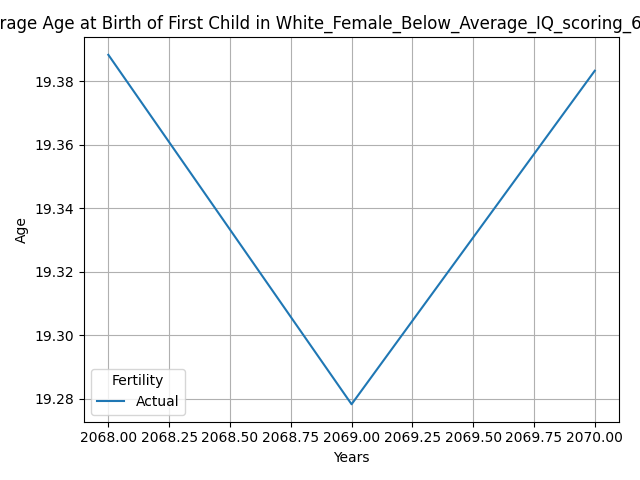 rage Age at Birth of First Child in White_Female_Below_Average_IQ_scoring_6
19.38
19.36
19.34
19.32
19.30
19.28
Age
Fertility
Actual
2068.00 2068.25 2068.50 2068.75 2069.00 2069.25 2069.50 2069.75 2070.00
Years